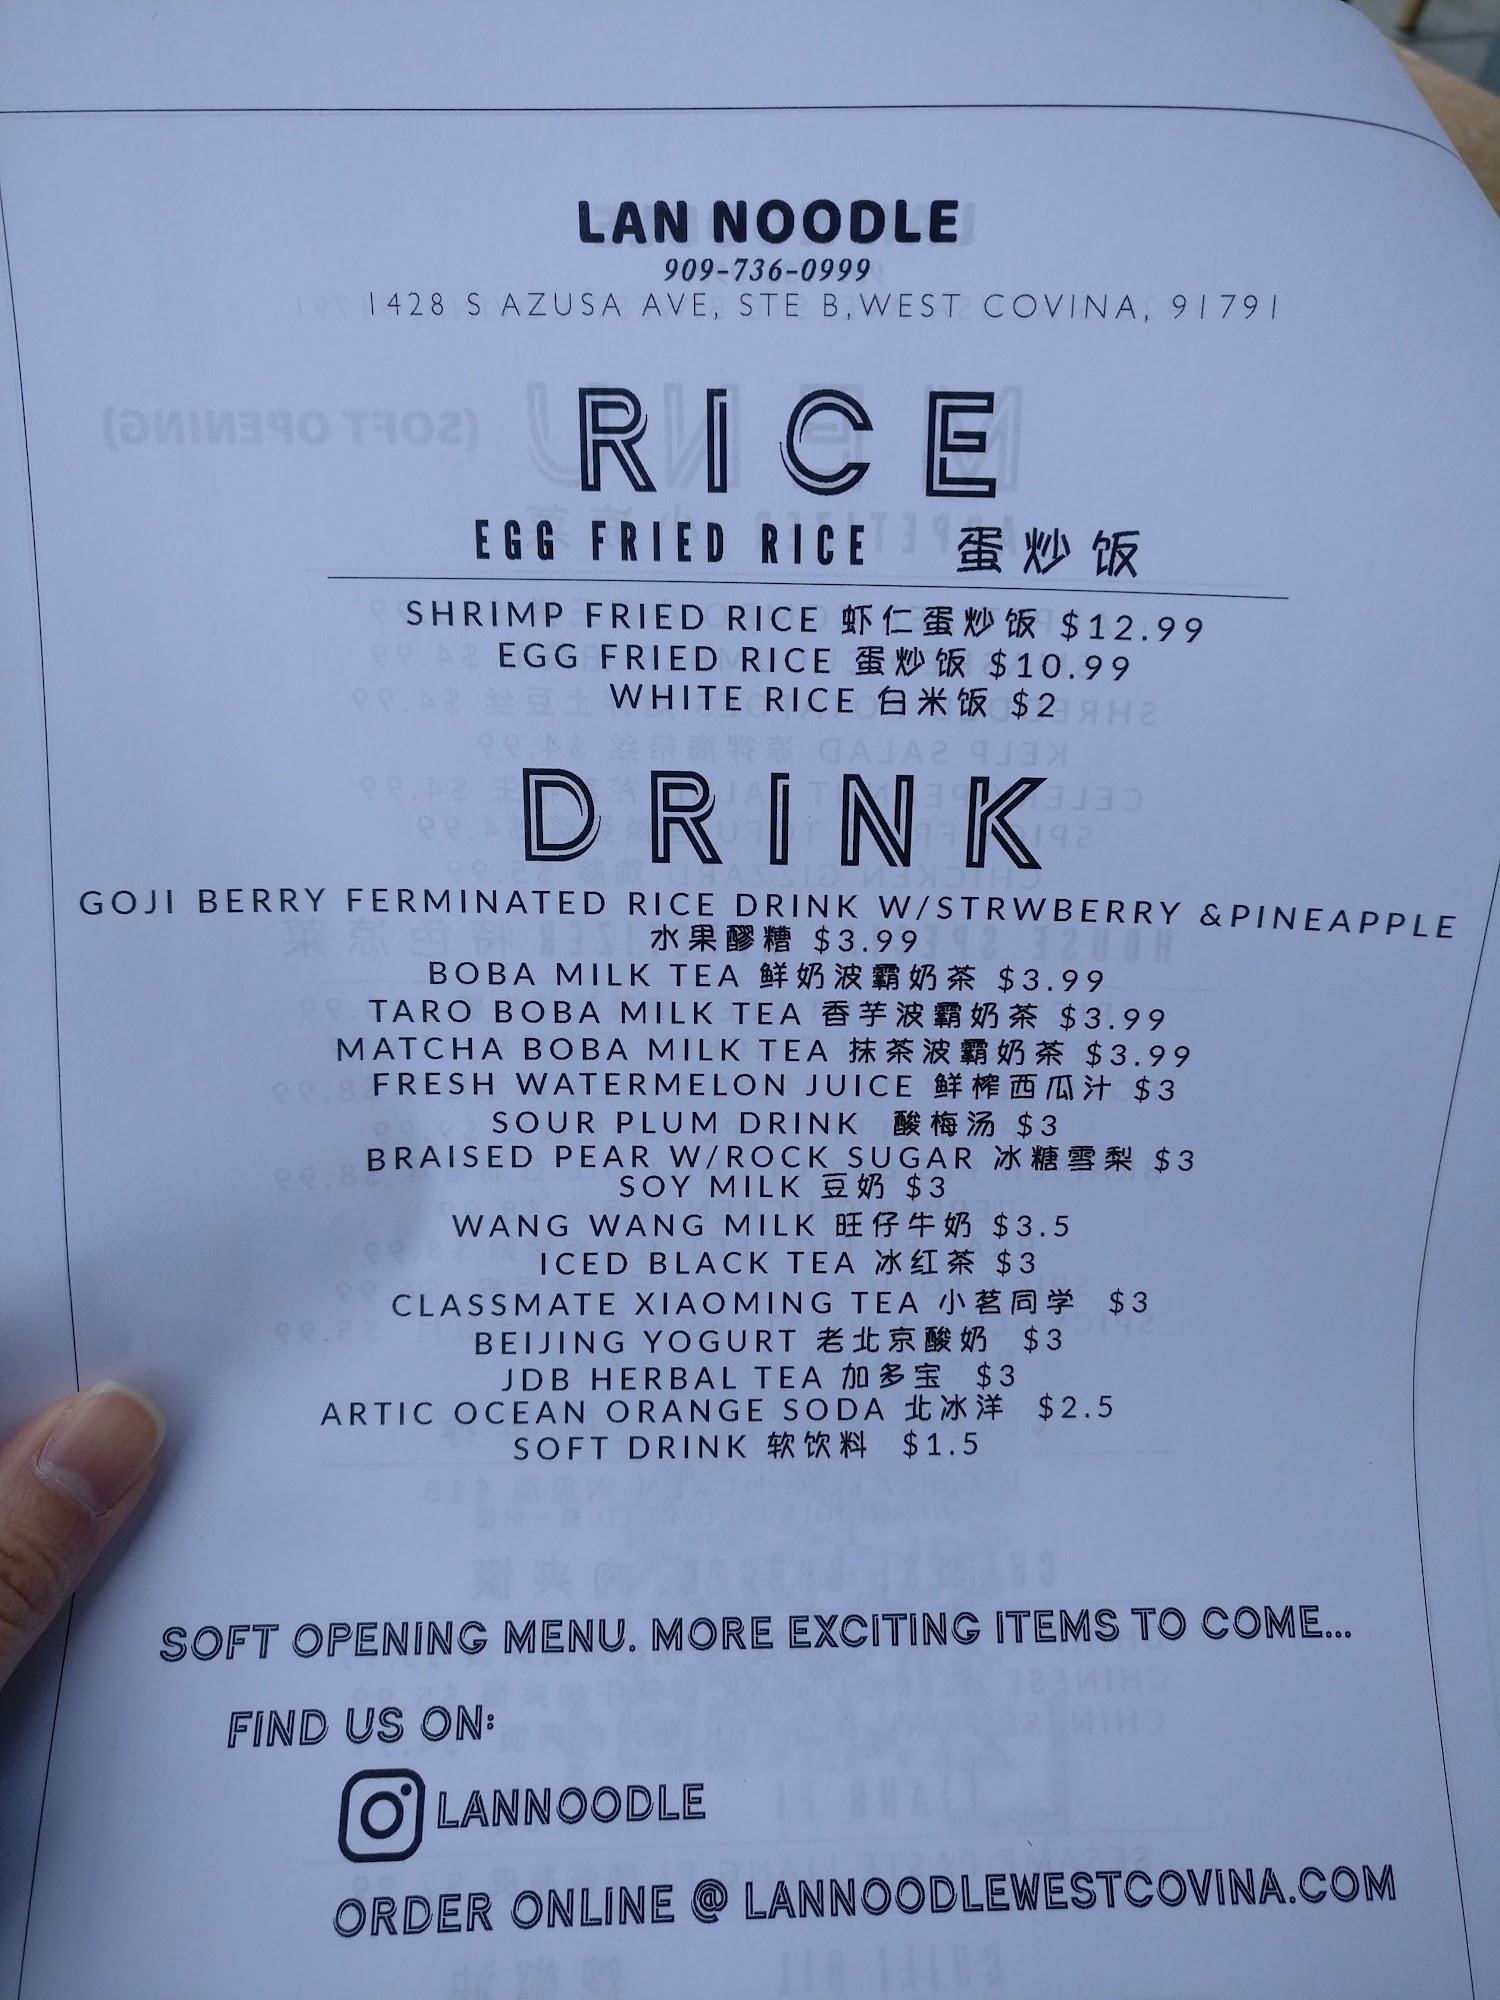 LAN NOODLE
909-736-0999
1428 S AZUSA AVE, STE B, WEST COVINA, 91791
RICE
EGG FRIED RICE 蛋炒饭
SHRIMP FRIED RICE 虾仁蛋炒饭 $12.99
EGG FRIED RICE 蛋炒饭 $10.99
WHITE RICE 白米饭 $2
DRINK
GOJI BERRY FERMINATED RICE DRINK W/STRWBERRY &PINEAPPLE
水果醪糟 $3.99
BOBA MILK TEA 鲜奶波霸奶茶 $3.99
TARO BOBA MILK TEA 香芋波霸奶茶 $3.99
MATCHA BOBA MILK TEA 抹茶波霸奶茶 $3.99
FRESH WATERMELON JUICE 鲜榨西瓜汁 $3
SOUR PLUM DRINK 酸梅汤 $3
BRAISED PEAR W/ROCK SUGAR 冰糖雪梨 $3
SOY MILK 豆奶 $3
WANG WANG MILK 旺仔牛奶 $3.5
ICED BLACK TEA 冰红茶 $3
CLASSMATE XIAOMING TEA 小茗同学 $3
BEIJING YOGURT 老北京酸奶 $3
JDB HERBAL TEA 加多宝 $3
ARTIC OCEAN ORANGE SODA 北冰洋 $2.5
SOFT DRINK 软饮料 $1.5
SOFT OPENING MENU. MORE EXCITING ITEMS TO COME...
FIND US ON:
LANNOODLE
ORDER ONLINE @ LANNOODLEWESTCOVINA.COM